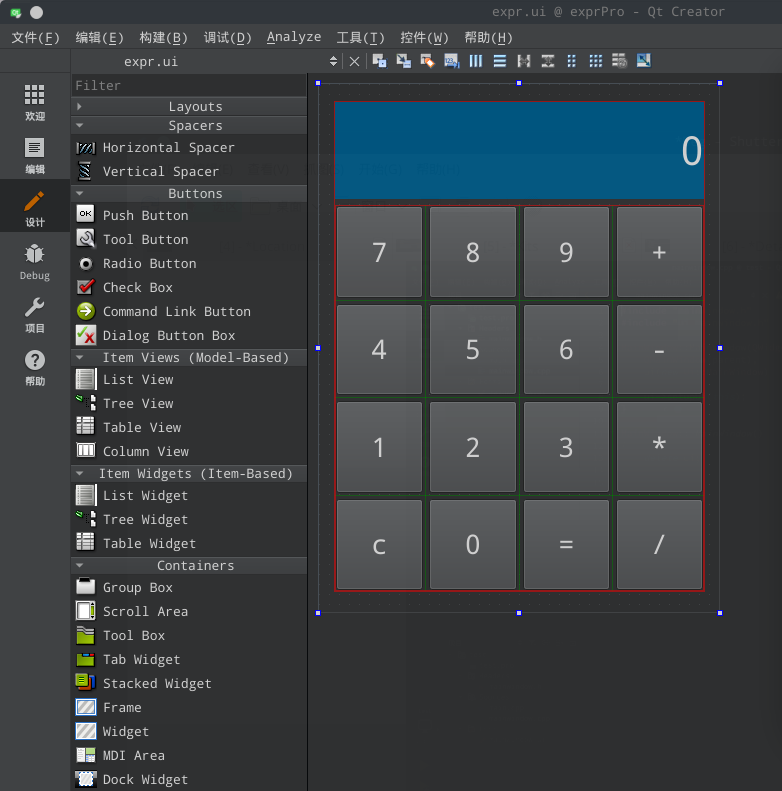 expr.ui @ exprPro - Qt Creator
文件(F) 编辑(E) 构建(B) 调试(D) Analyze 工具(T) 控件(W) 帮助(H)
expr.ui
欢迎
编辑
设计
Debug
项目
帮助
Filter
Layouts
Spacers
Horizontal Spacer
Vertical Spacer
Buttons
OK Push Button
Tool Button
Radio Button
Check Box
Command Link Button
Dialog Button Box
Item Views (Model-Based)
List View
Tree View
Table View
Column View
Item Widgets (Item-Based)
List Widget
Tree Widget
Table Widget
Containers
Group Box
Scroll Area
Tool Box
Tab Widget
Stacked Widget
Frame
Widget
MDI Area
Dock Widget
0
7 8 9 +
4 5 6 -
1 2 3 *
c 0 = /